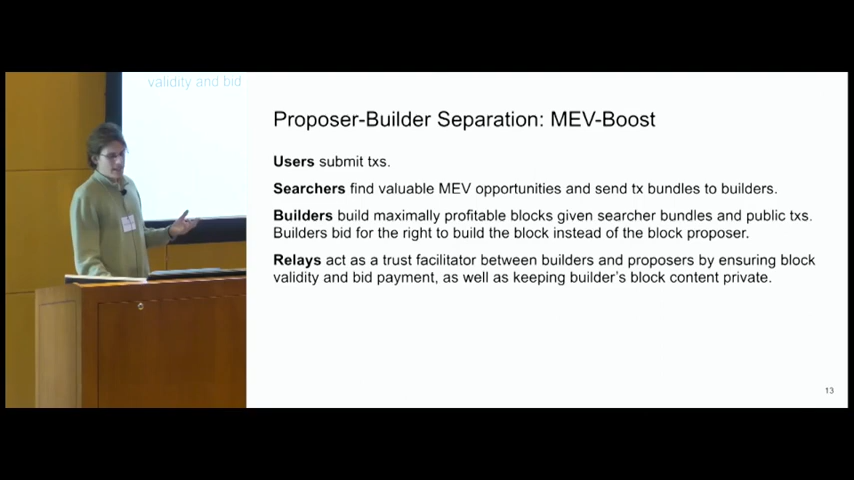 validity and bid
Proposer-Builder Separation: MEV-Boost
Users submit txs.
Searchers find valuable MEV opportunities and send tx bundles to builders.
Builders build maximally profitable blocks given searcher bundles and public txs.
Builders bid for the right to build the block instead of the block proposer.
Relays act as a trust facilitator between builders and proposers by ensuring block
validity and bid payment, as well as keeping builder's block content private.
13